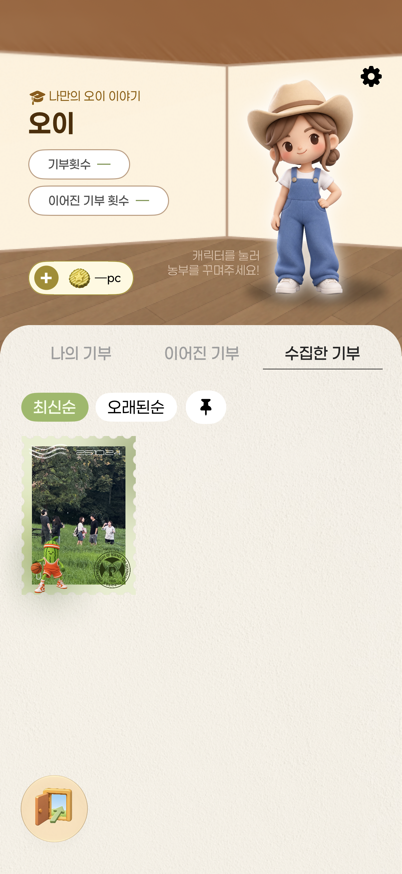 나만의 오이 이야기
오이
기부횟수 —
이어진 기부 횟수 —
—pc
캐릭터를 눌러
농부를 꾸며주세요!
나의 기부
이어진 기부
수집한 기부
최신순
오래된순